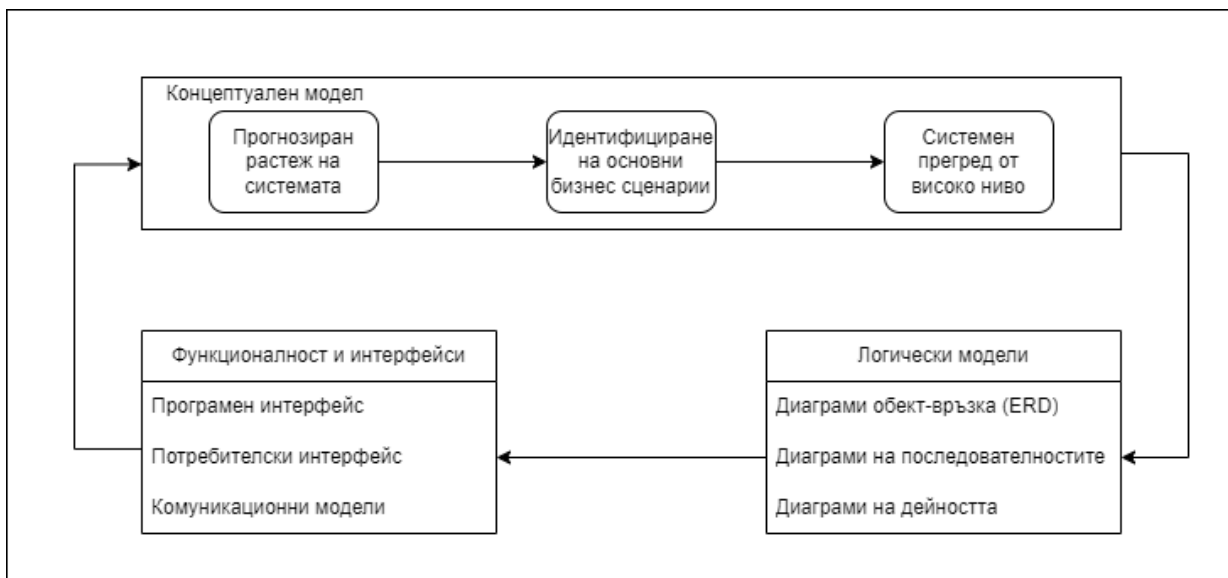 Концептуален модел
Прогнозиран
растеж на
системата
Идентифициране
на основни
бизнес сценарии
Системен
прегред от
високо ниво
Функционалност и интерфейси
Програмен интерфейс
Потребителски интерфейс
Комуникационни модели
Логически модели
Диаграми обект-връзка (ERD)
Диаграми на последователностите
Диаграми на дейността